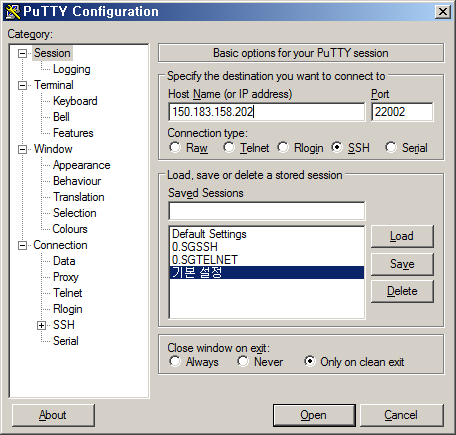 PuTTY Configuration
Category:
Session
Logging
Terminal
Keyboard
Bell
Features
Window
Appearance
Behaviour
Translation
Selection
Colours
Connection
Data
Proxy
Telnet
Rlogin
SSH
Serial
Basic options for your PuTTY session
Specify the destination you want to connect to
Host Name (or IP address) Port
150.183.158.202 22002
Connection type:
Raw Telnet Rlogin SSH Serial
Load, save or delete a stored session
Saved Sessions
Default Settings
0.SGSSH
0.SGTELNET
기본 설정
Load
Save
Delete
Close window on exit:
Always Never Only on clean exit
About Open Cancel